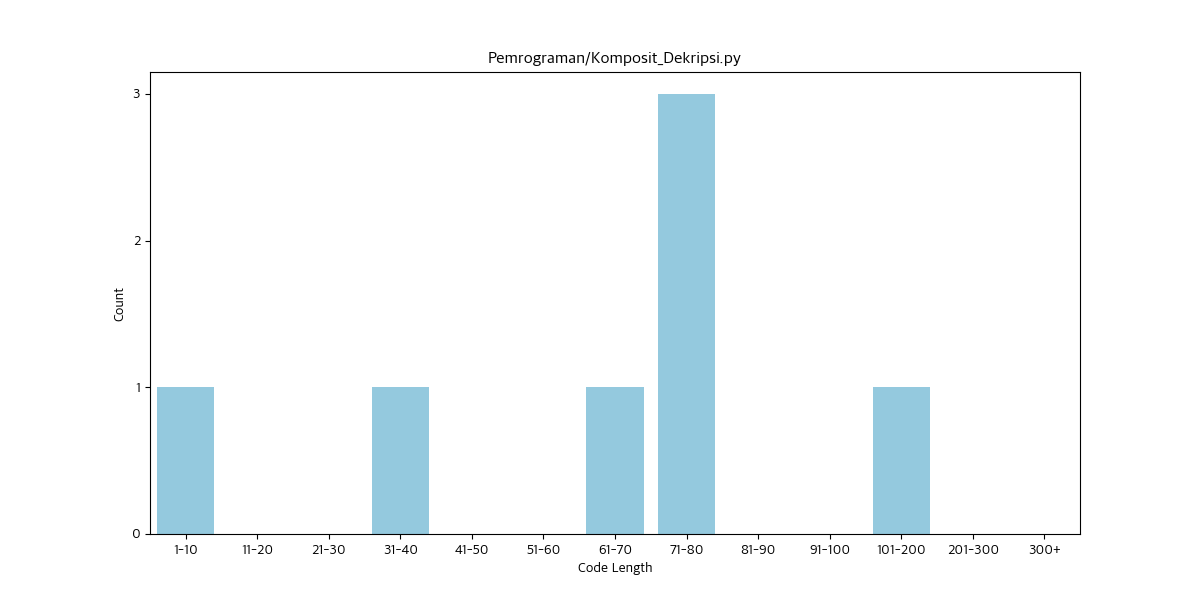 Pemrograman/Komposit_Dekripsi.py
3
2
1
0
Count
1-10 11-20 21-30 31-40 41-50 51-60 61-70 71-80 81-90 91-100 101-200 201-300 300+
Code Length